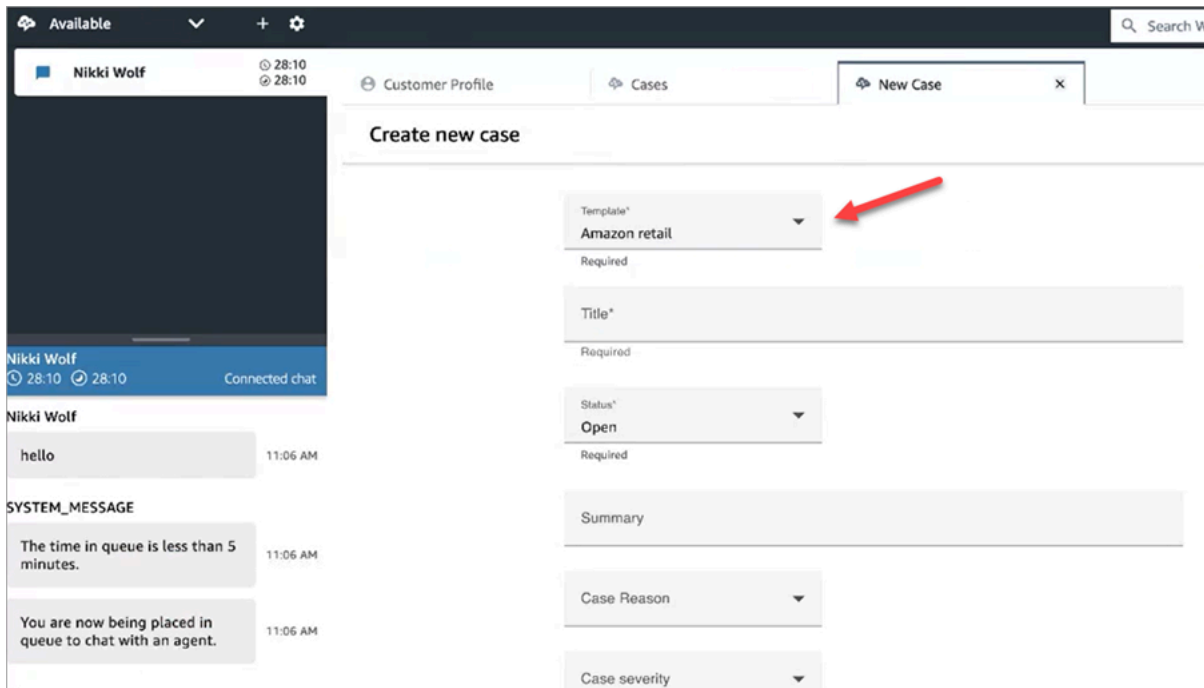 Available
+
Search W
Nikki Wolf
28:10
28:10
Customer Profile
Cases
New Case
×
Create new case
Template*
Amazon retail
Required
Title*
Required
Nikki Wolf
28:10 28:10 Connected chat
Status*
Open
Required
Nikki Wolf
hello
11:06 AM
SYSTEM_MESSAGE
The time in queue is less than 5
minutes.
11:06 AM
You are now being placed in
queue to chat with an agent.
11:06 AM
Summary
Case Reason
Case severity